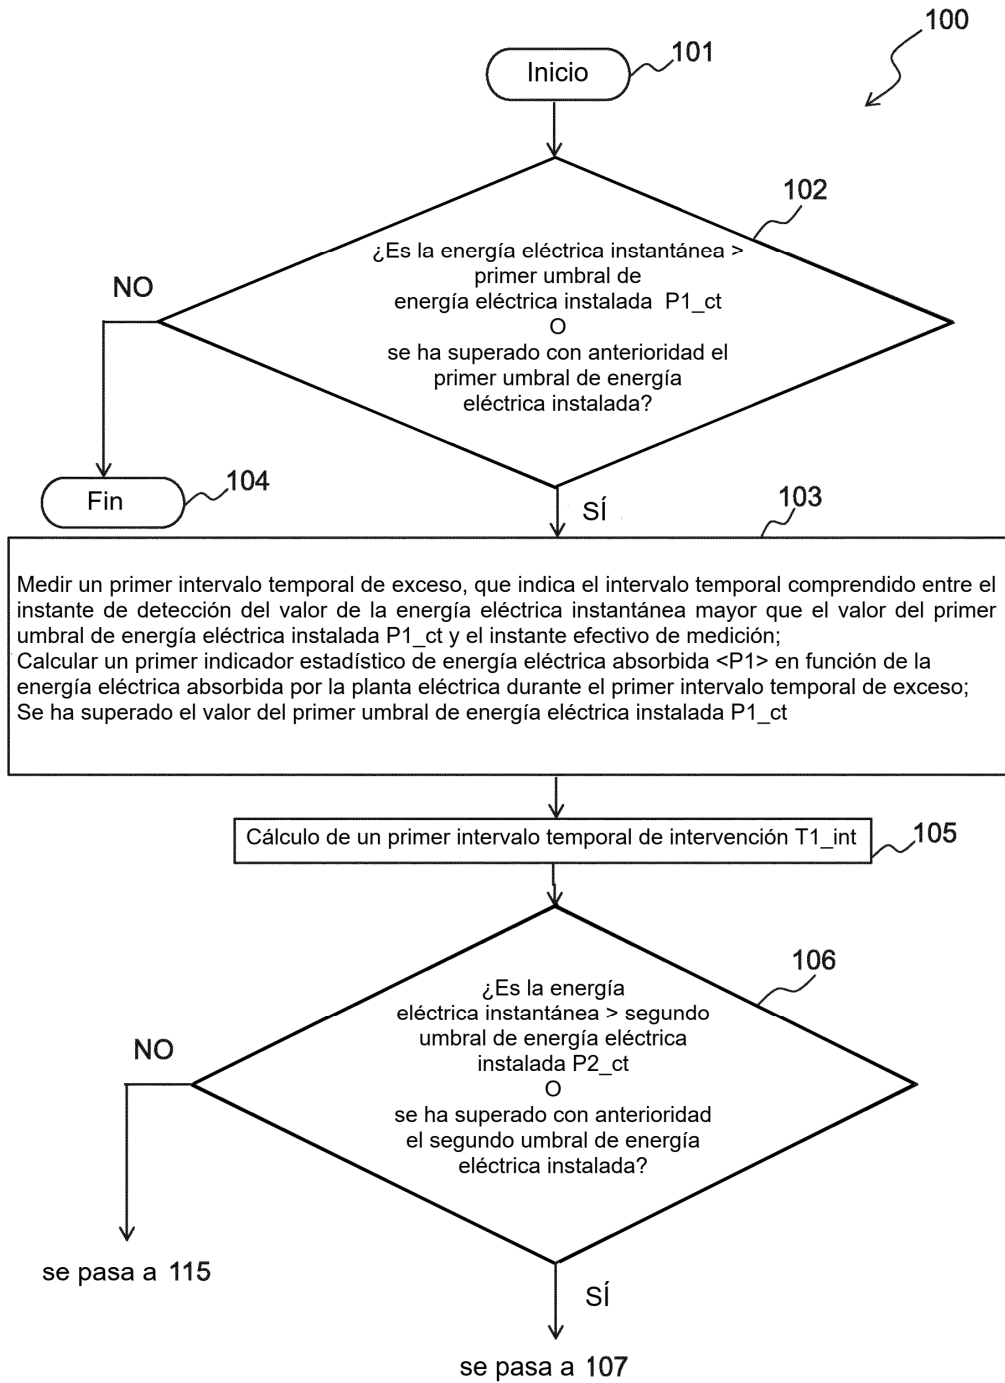 100
Inicio
101
102
¿Es la energía eléctrica instantánea >
primer umbral de
energía eléctrica instalada P1_ct
O
se ha superado con anterioridad el
primer umbral de energía
eléctrica instalada?
NO
Fin
104
SÍ
103
Medir un primer intervalo temporal de exceso, que indica el intervalo temporal comprendido entre el
instante de detección del valor de la energía eléctrica instantánea mayor que el valor del primer
umbral de energía eléctrica instalada P1_ct y el instante efectivo de medición;
Calcular un primer indicador estadístico de energía eléctrica absorbida <P1> en función de la
energía eléctrica absorbida por la planta eléctrica durante el primer intervalo temporal de exceso;
Se ha superado el valor del primer umbral de energía eléctrica instalada P1_ct
Cálculo de un primer intervalo temporal de intervención T1_int
105
106
¿Es la energía
eléctrica instantánea > segundo
umbral de energía eléctrica
instalada P2_ct
O
se ha superado con anterioridad
el segundo umbral de energía
eléctrica instalada?
NO
se pasa a 115
SÍ
se pasa a 107